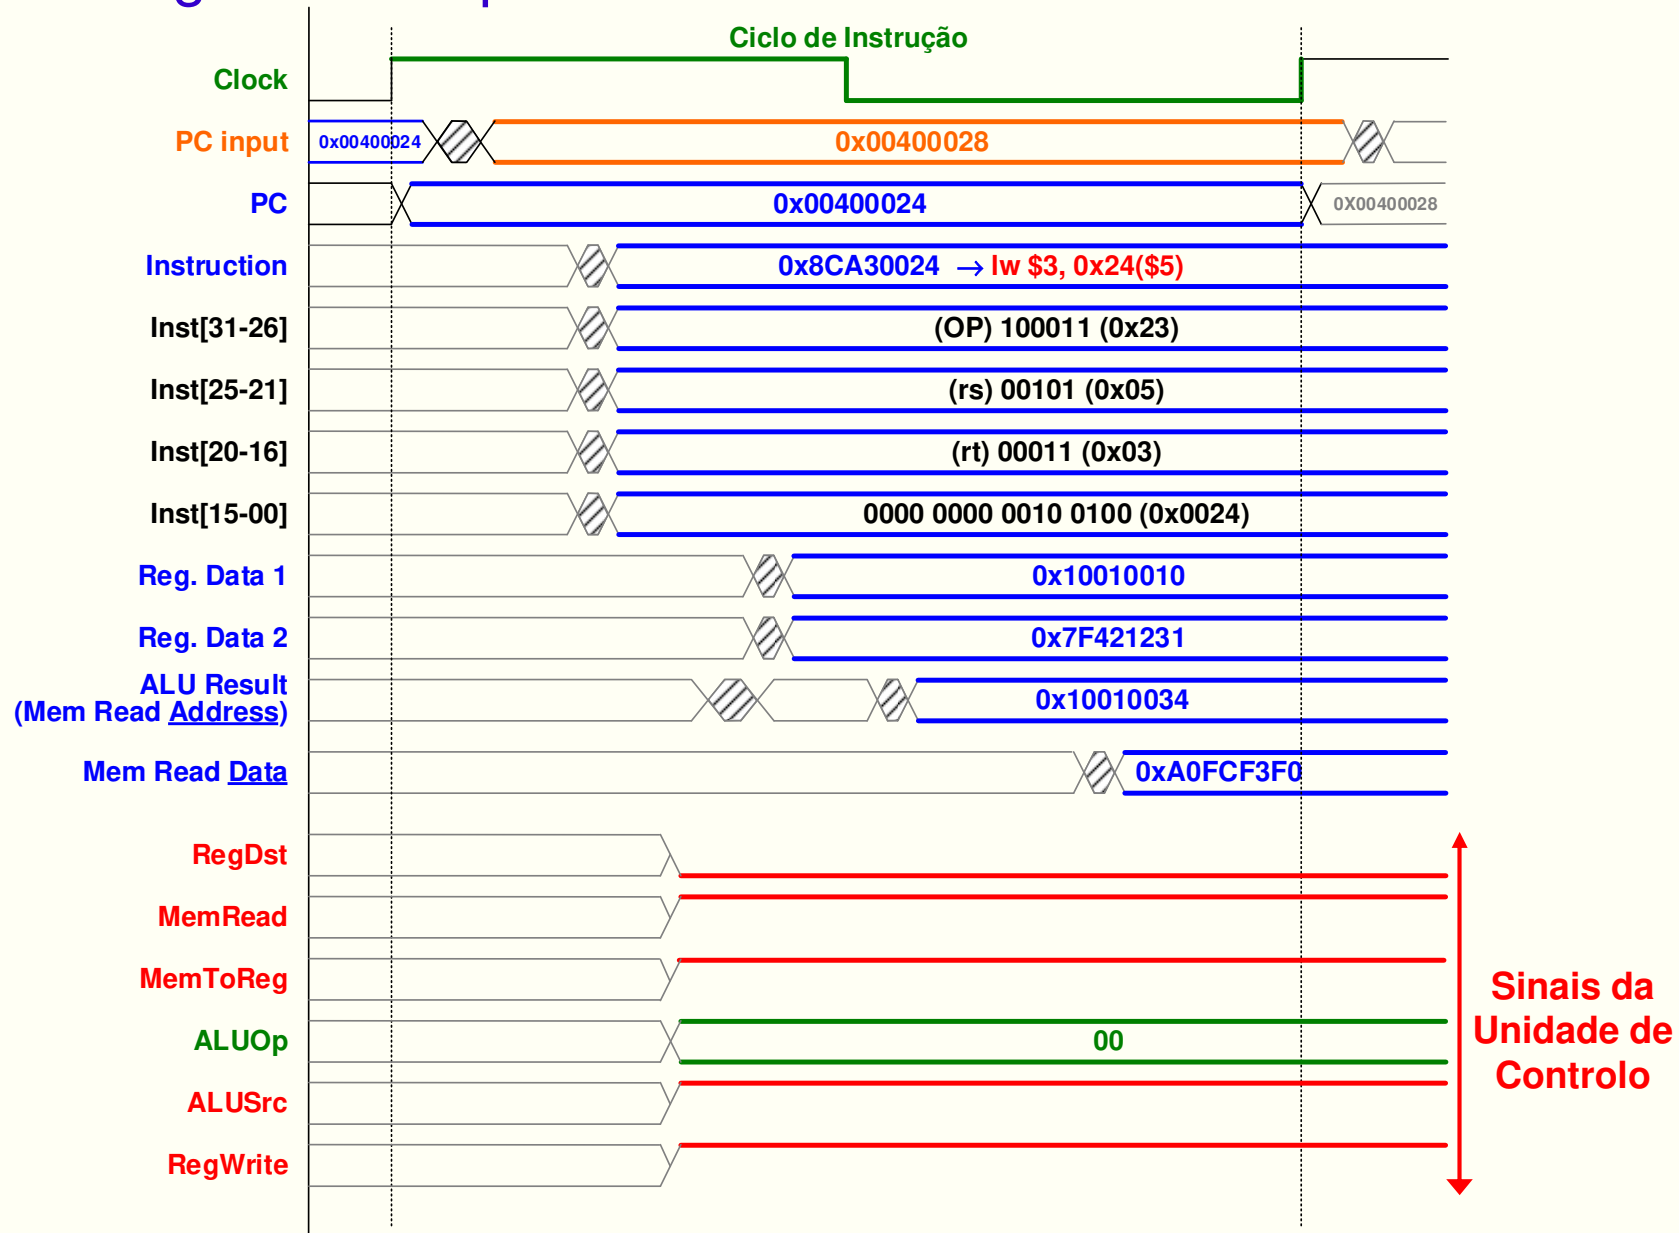 Ciclo de Instrução
Clock
PC input 0x00400024 0x00400028
PC 0x00400024 0X00400028
Instruction 0x8CA30024 → lw $3, 0x24($5)
Inst[31-26] (OP) 100011 (0x23)
Inst[25-21] (rs) 00101 (0x05)
Inst[20-16] (rt) 00011 (0x03)
Inst[15-00] 0000 0000 0010 0100 (0x0024)
Reg. Data 1 0x10010010
Reg. Data 2 0x7F421231
ALU Result
(Mem Read Address) 0x10010034
Mem Read Data 0xA0FCF3F0
RegDst
MemRead
MemToReg
ALUOp 00
ALUSrc
RegWrite
Sinais da
Unidade de
Controlo